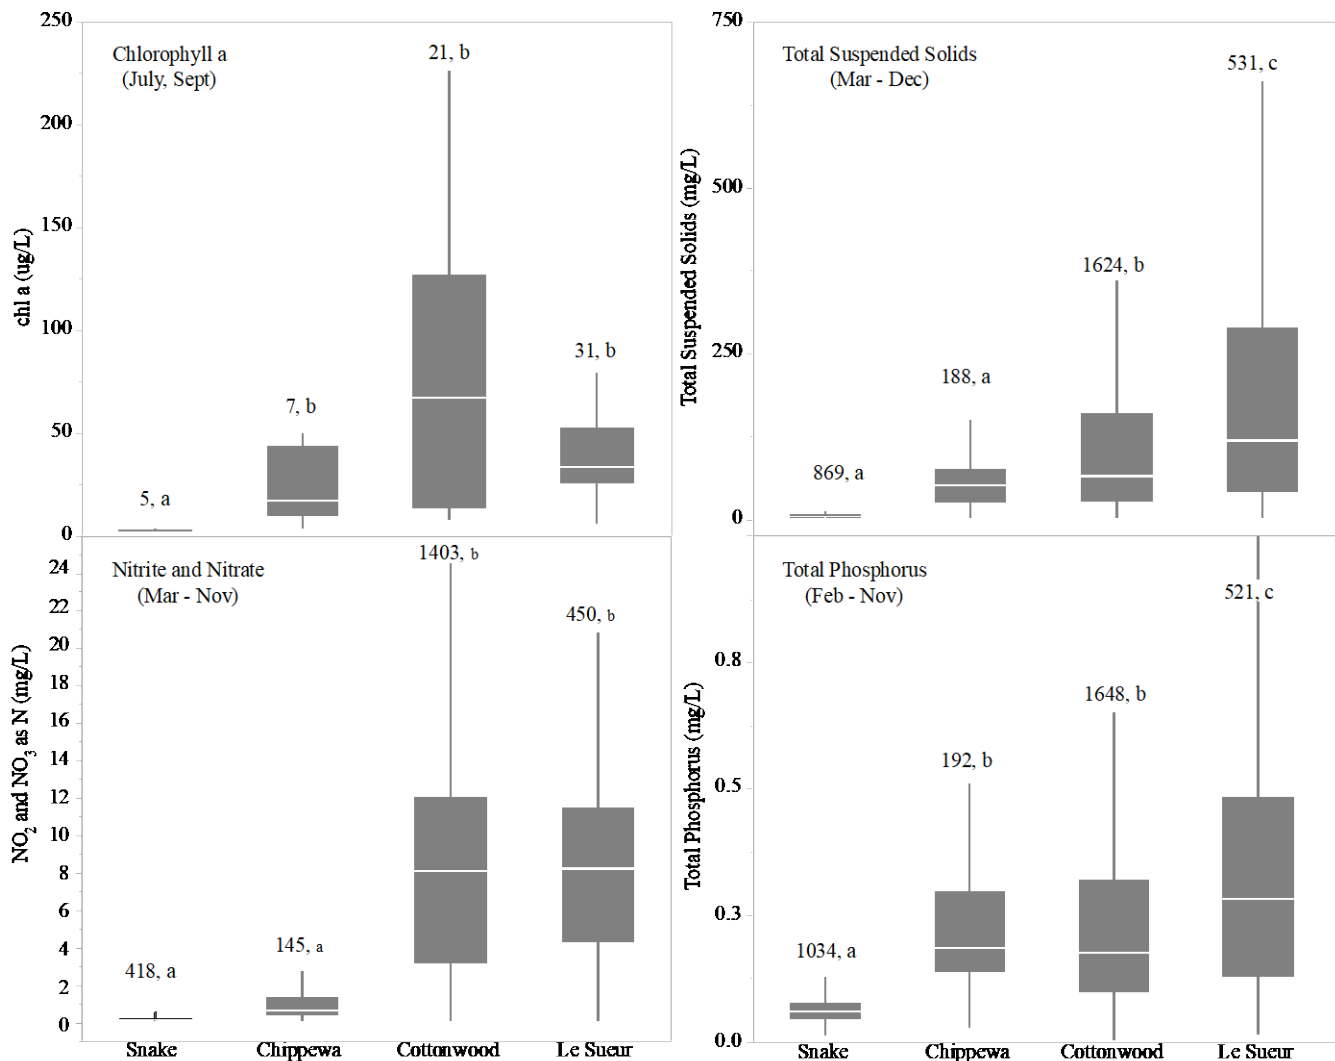 250
200
150
100
50
0
chl a (ug/L)
Chlorophyll a
(July, Sept)
5, a
7, b
21, b
31, b
750
500
250
0
Total Suspended Solids (mg/L)
Total Suspended Solids
(Mar - Dec)
869, a
188, a
1624, b
531, c
24
22
20
18
16
14
12
10
8
6
4
2
0
NO2 and NO3 as N (mg/L)
Nitrite and Nitrate
(Mar - Nov)
418, a
145, a
1403, b
450, b
Snake
Chippewa
Cottonwood
Le Sueur
0.8
0.5
0.3
0.0
Total Phosphorus (mg/L)
Total Phosphorus
(Feb - Nov)
1034, a
192, b
1648, b
521, c
Snake
Chippewa
Cottonwood
Le Sueur